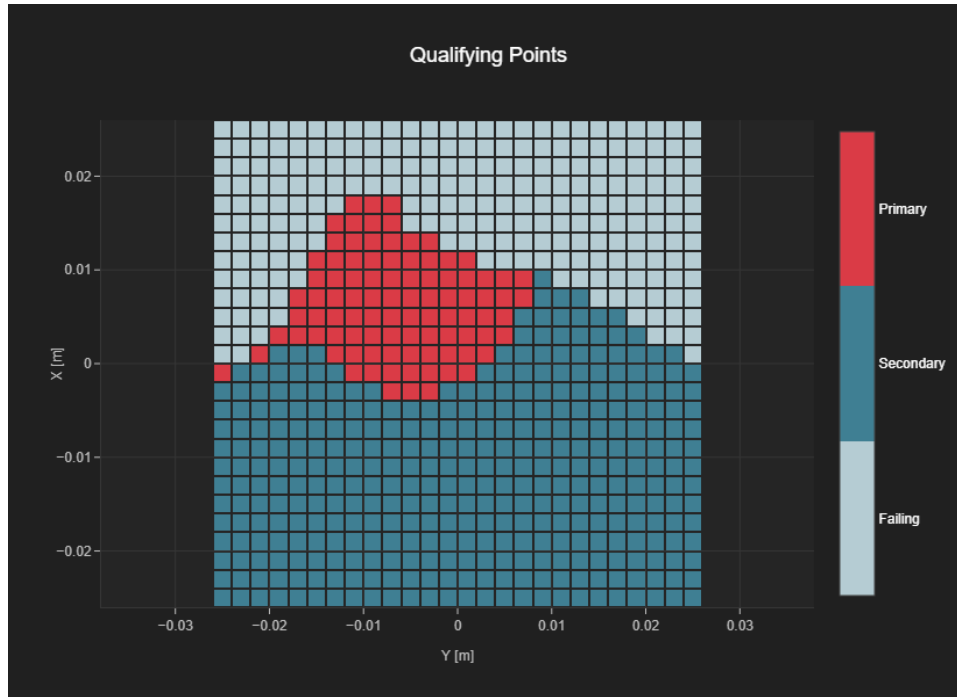 Qualifying Points
0.02
0.01
0
−0.01
−0.02
X [m]
−0.03
−0.02
−0.01
0
0.01
0.02
0.03
Y [m]
Primary
Secondary
Failing